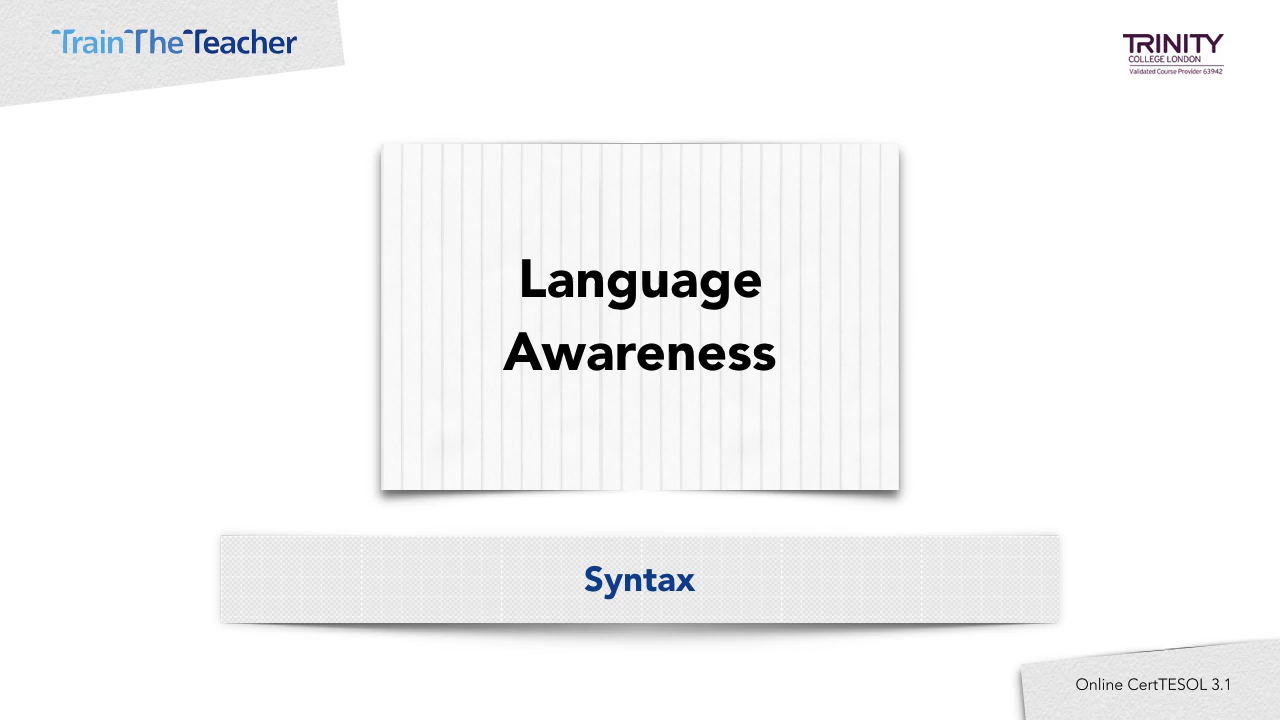 TrainTheTeacher
TRINITY
COLLEGE LONDON
Validated Course Provider 63942
Language
Awareness
Syntax
Online CertTESOL 3.1